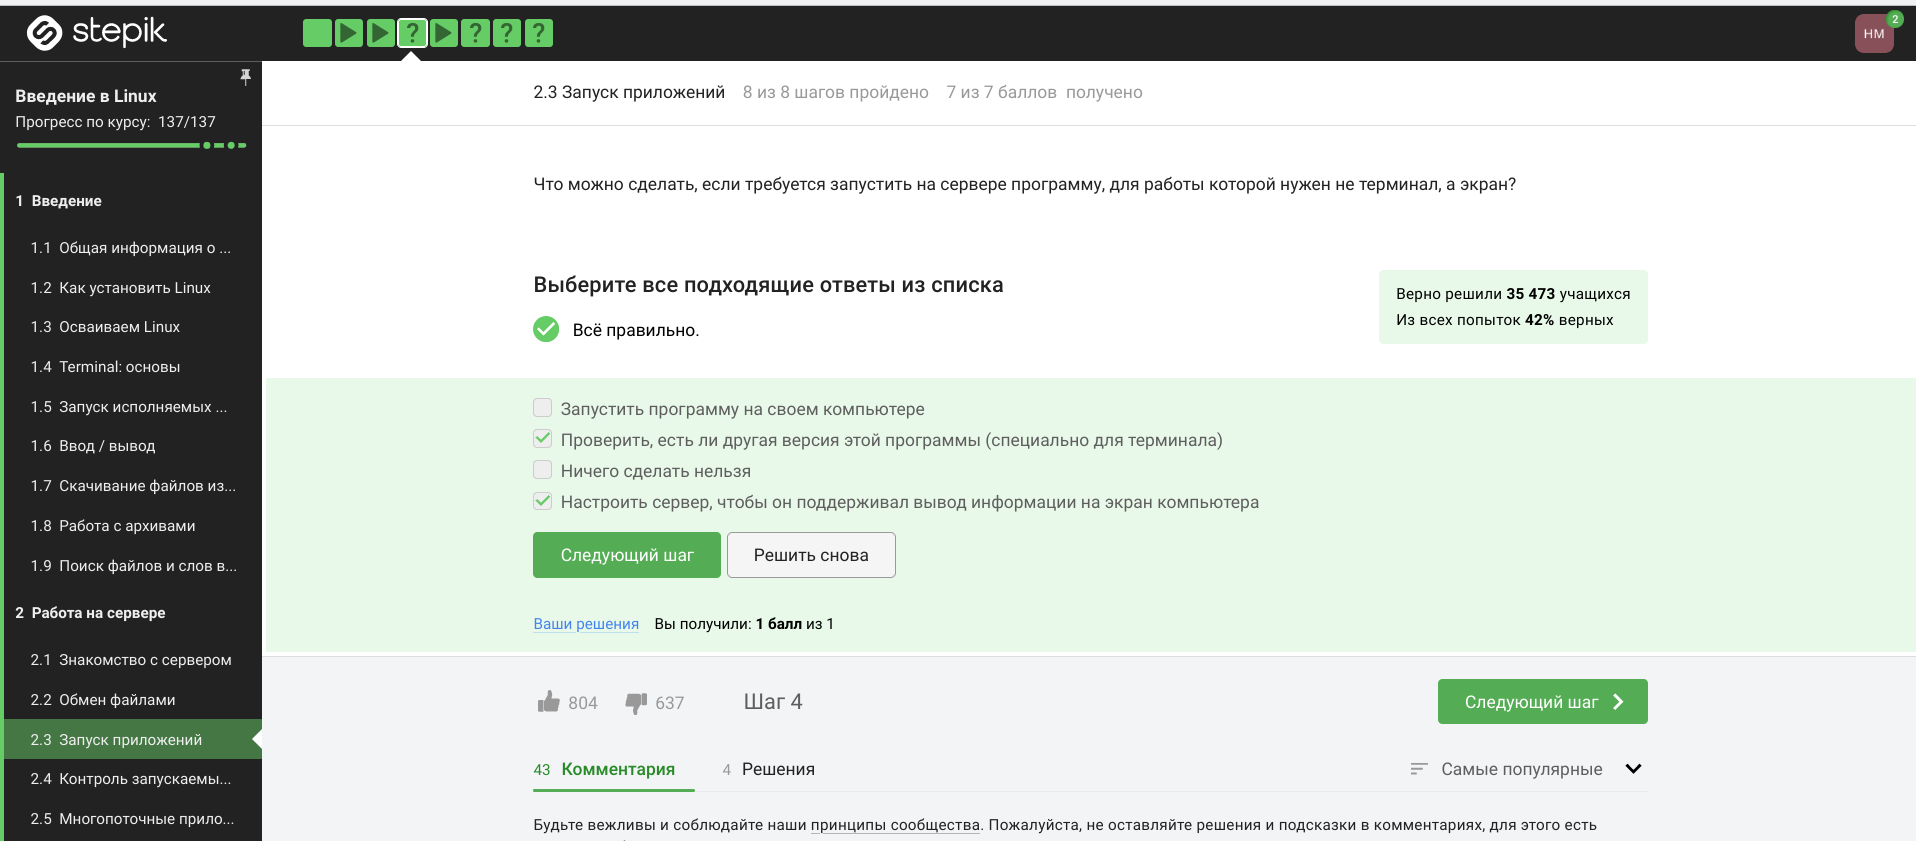 stepik
? ? ? ?
НМ
2
Введение в Linux
Прогресс по курсу: 137/137
1 Введение
1.1 Общая информация о ...
1.2 Как установить Linux
1.3 Осваиваем Linux
1.4 Terminal: основы
1.5 Запуск исполняемых ...
1.6 Ввод / вывод
1.7 Скачивание файлов из...
1.8 Работа с архивами
1.9 Поиск файлов и слов в...
2 Работа на сервере
2.1 Знакомство с сервером
2.2 Обмен файлами
2.3 Запуск приложений
2.4 Контроль запускаемы...
2.5 Многопоточные прило...
2.3 Запуск приложений 8 из 8 шагов пройдено 7 из 7 баллов получено
Что можно сделать, если требуется запустить на сервере программу, для работы которой нужен не терминал, а экран?
Выберите все подходящие ответы из списка
Всё правильно.
Верно решили 35 473 учащихся
Из всех попыток 42% верных
Запустить программу на своем компьютере
Проверить, есть ли другая версия этой программы (специально для терминала)
Ничего сделать нельзя
Настроить сервер, чтобы он поддерживал вывод информации на экран компьютера
Следующий шаг Решить снова
Ваши решения Вы получили: 1 балл из 1
804 637 Шаг 4 Следующий шаг
43 Комментария 4 Решения Самые популярные
Будьте вежливы и соблюдайте наши принципы сообщества. Пожалуйста, не оставляйте решения и подсказки в комментариях, для этого есть